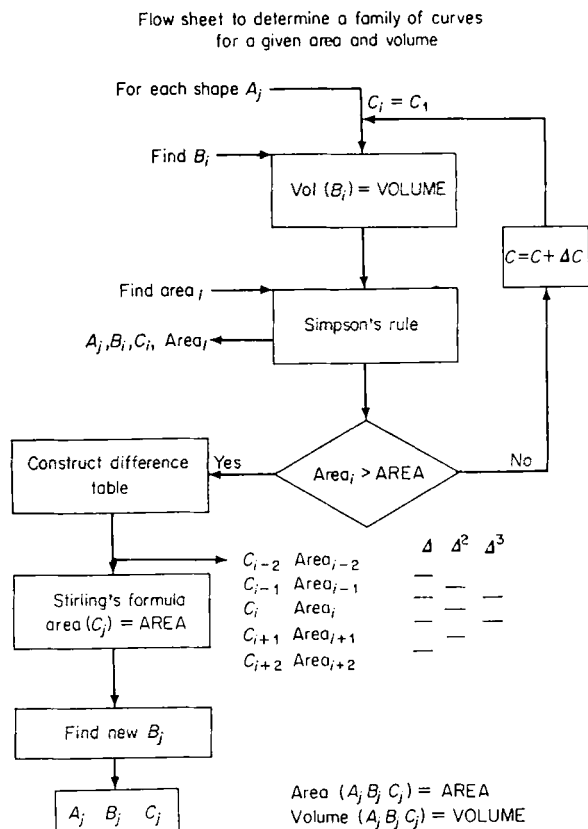 Flow sheet to determine a family of curves
for a given area and volume
For each shape Aⱼ
Cᵢ = C₁
Find Bᵢ
Vol (Bᵢ) = VOLUME
C=C+ ΔC
Find areaᵢ
Simpson's rule
Aⱼ, Bᵢ, Cᵢ, Areaᵢ
Construct difference
table
Yes
Areaᵢ > AREA
No
Cᵢ₋₂ Areaᵢ₋₂ Δ Δ² Δ³
Cᵢ₋₁ Areaᵢ₋₁
Stirling's formula
area (Cⱼ) = AREA
Cᵢ Areaᵢ
Cᵢ₊₁ Areaᵢ₊₁
Cᵢ₊₂ Areaᵢ₊₂
Find new Bⱼ
Aⱼ Bⱼ Cⱼ
Area (Aⱼ Bⱼ Cⱼ) = AREA
Volume (Aⱼ Bⱼ Cⱼ) = VOLUME